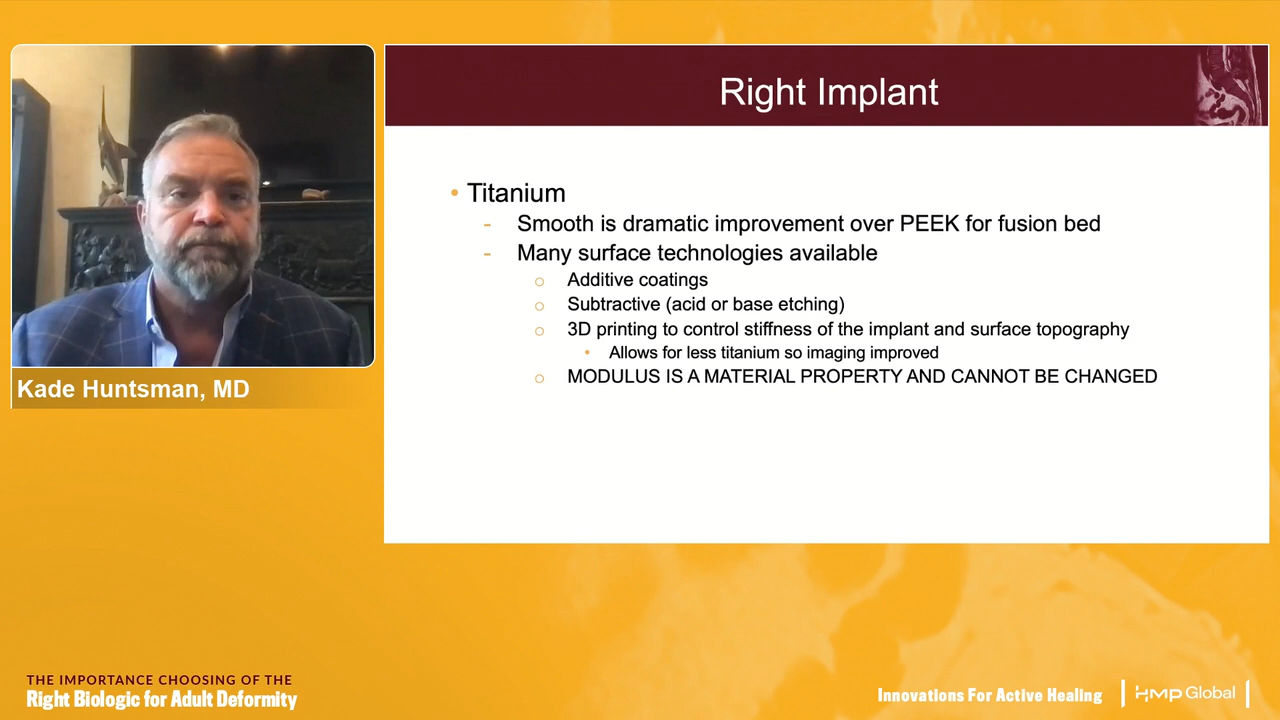 Right Implant
• Titanium
- Smooth is dramatic improvement over PEEK for fusion bed
- Many surface technologies available
○ Additive coatings
○ Subtractive (acid or base etching)
○ 3D printing to control stiffness of the implant and surface topography
• Allows for less titanium so imaging improved
○ MODULUS IS A MATERIAL PROPERTY AND CANNOT BE CHANGED
Kade Huntsman, MD
THE IMPORTANCE CHOOSING OF THE
Right Biologic for Adult Deformity
Innovations For Active Healing
HMP Global